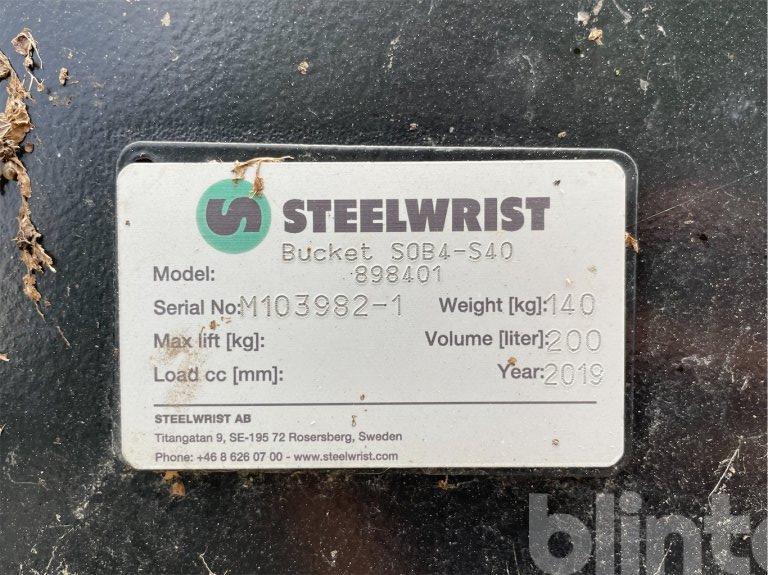 STEELWRIST
Bucket SOB4-S40
Model: 898401
Serial No: M103982-1 Weight [kg]: 140
Max lift [kg]: Volume [liter]: 200
Load cc [mm]: Year: 2019
STEELWRIST AB
Titangatan 9, SE-195 72 Rosersberg, Sweden
Phone: +46 8 626 07 00 - www.steelwrist.com